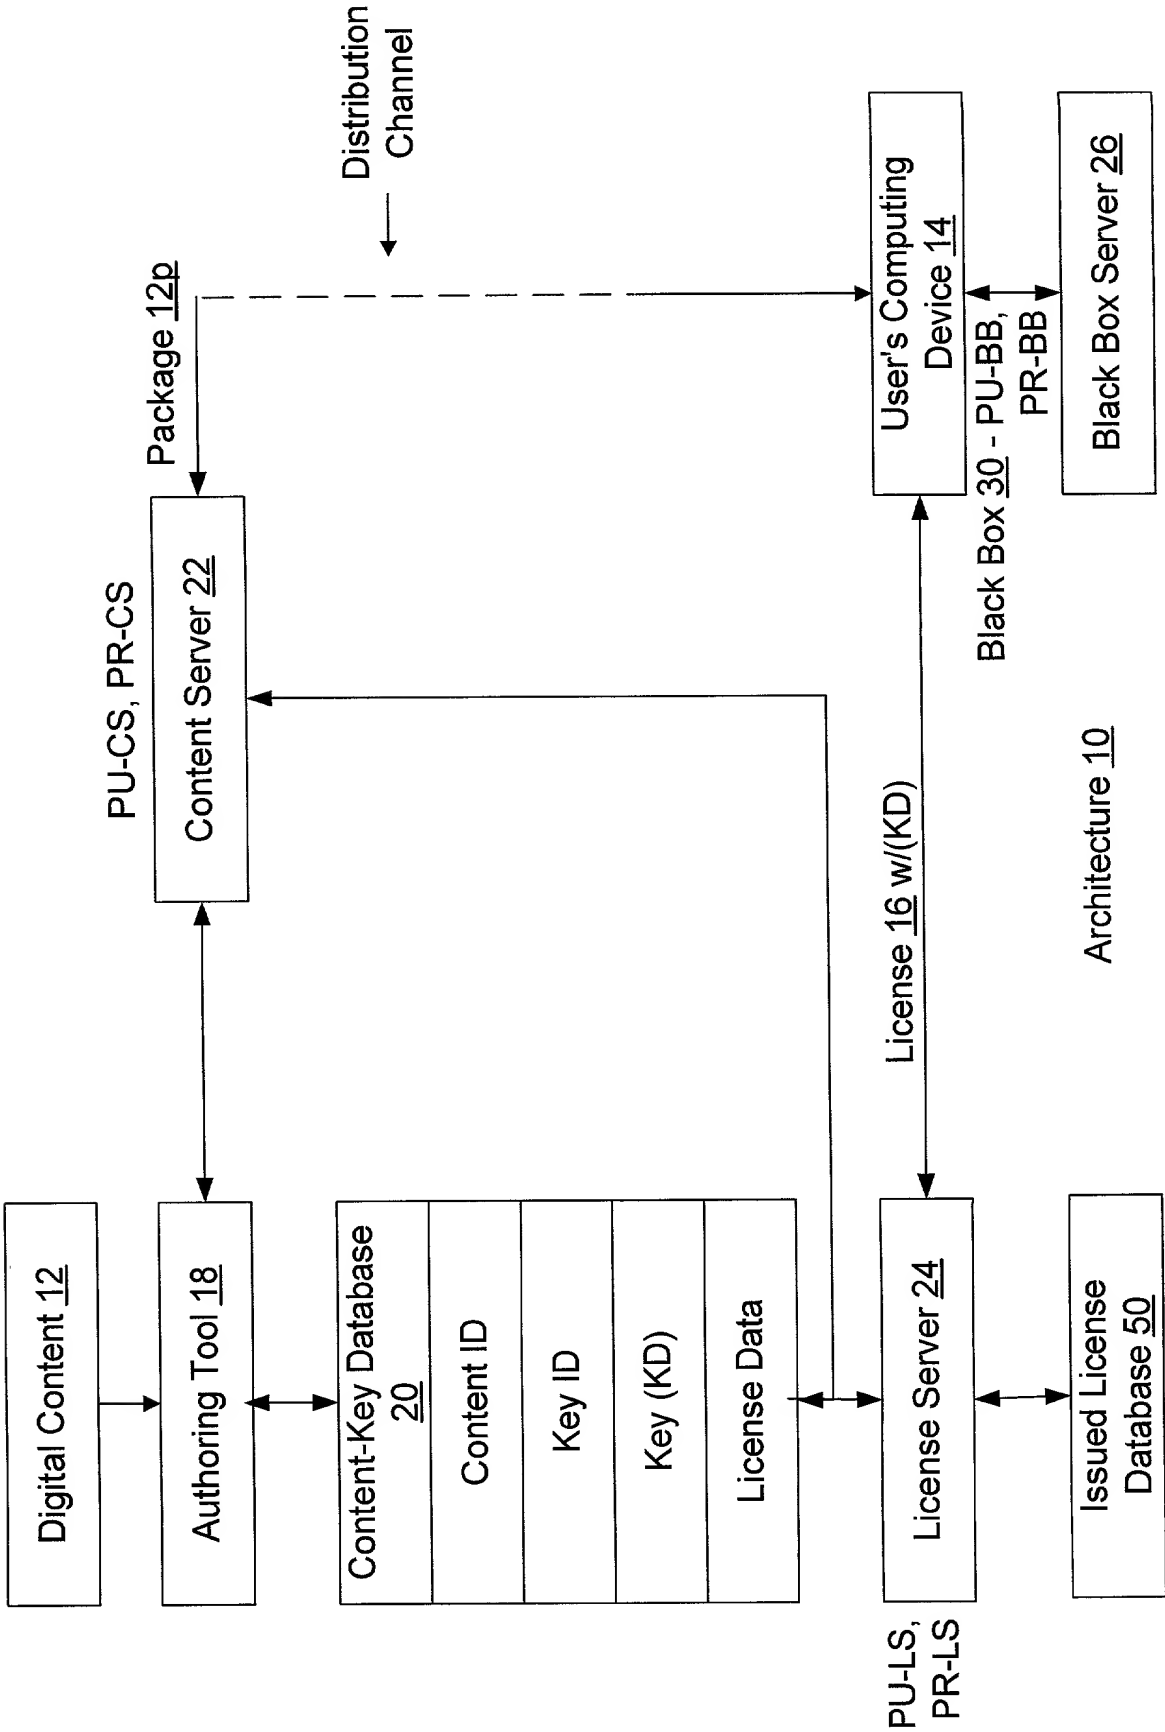 Digital Content 12
Authoring Tool 18
Content-Key Database
20
Content ID
Key ID
Key (KD)
License Data
PU-LS,
PR-LS
License Server 24
Issued License
Database 50
PU-CS, PR-CS
Content Server 22
Package 12p
Distribution
Channel
License 16 w/(KD)
User's Computing
Device 14
Black Box 30 - PU-BB,
PR-BB
Black Box Server 26
Architecture 10